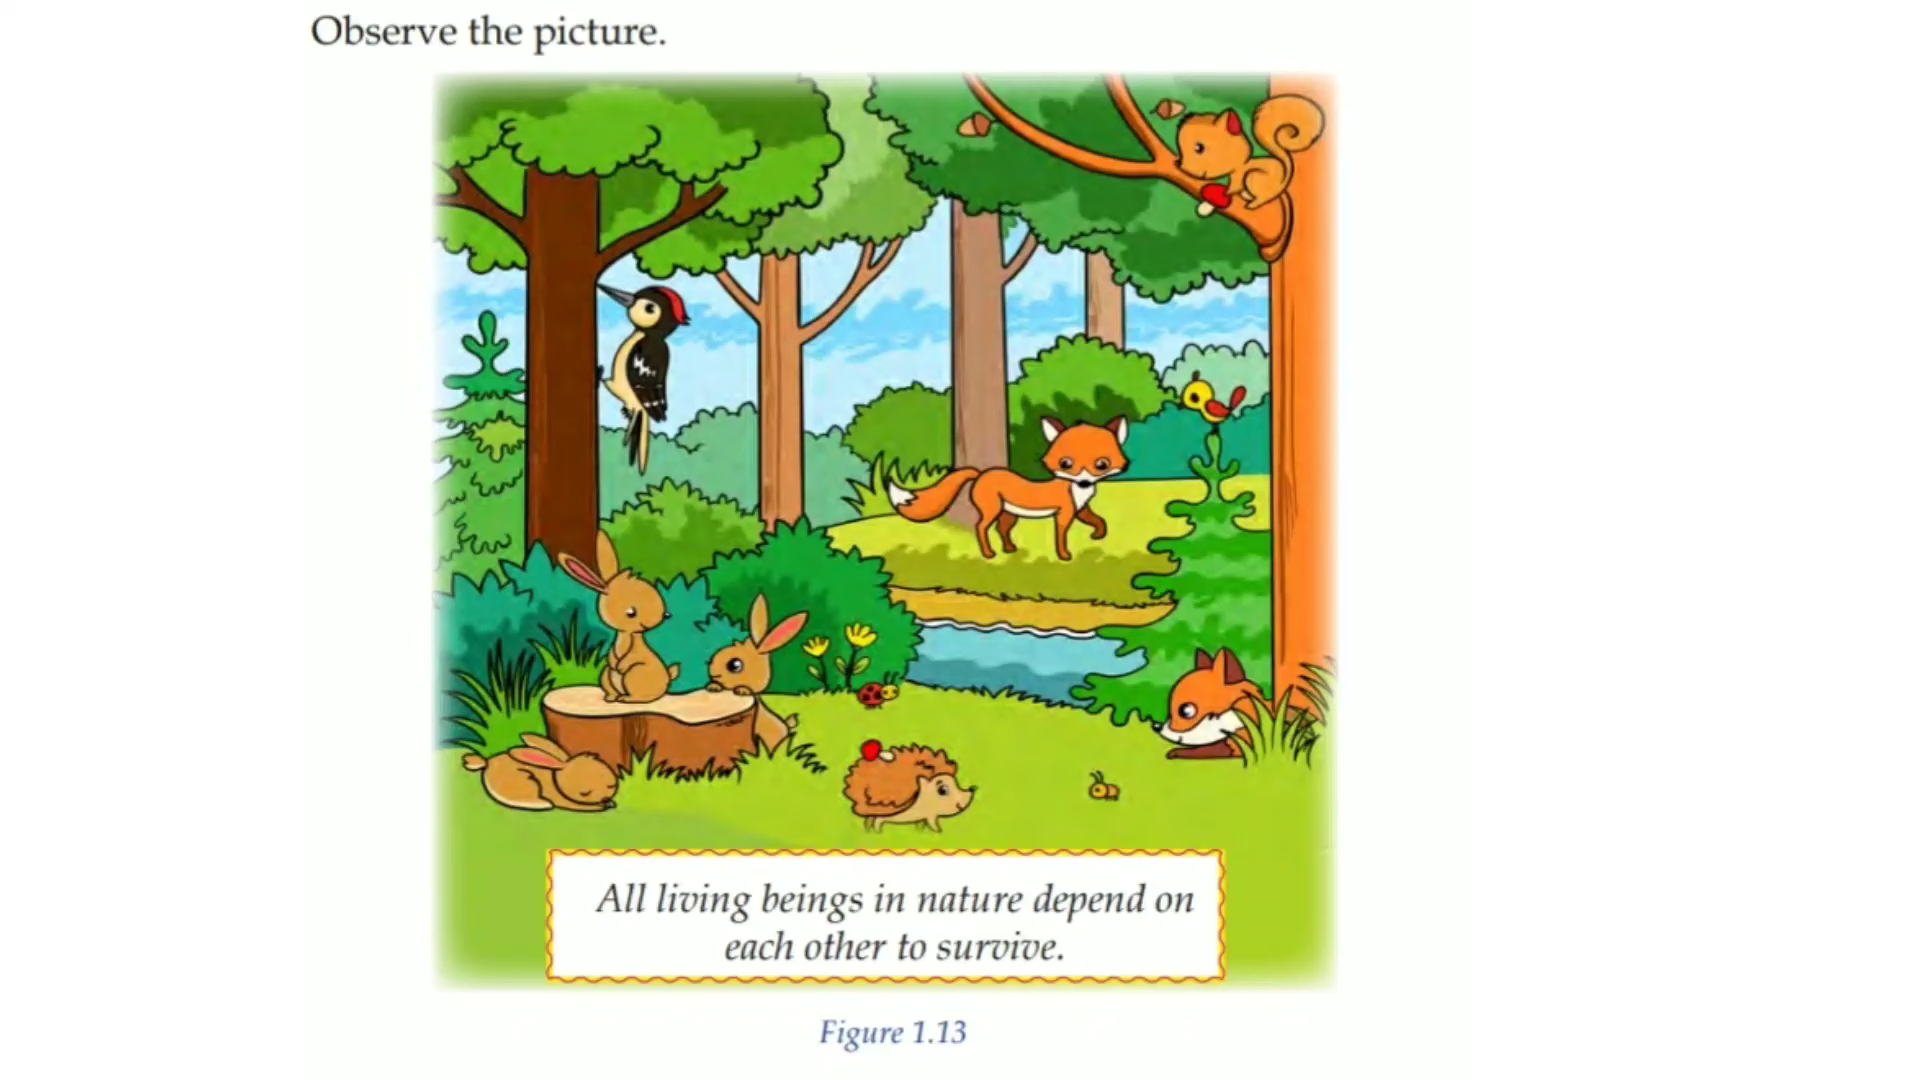 Observe the picture.
All living beings in nature depend on
each other to survive.
Figure 1.13